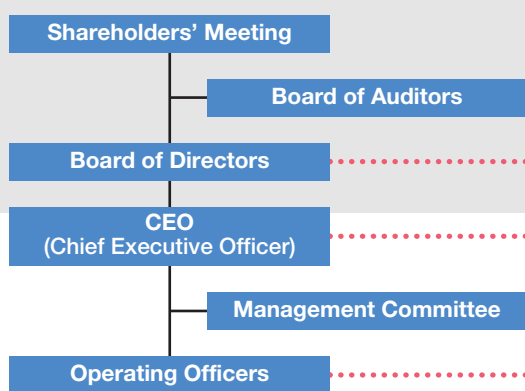 Shareholders’ Meeting
Board of Auditors
Board of Directors
CEO
(Chief Executive Officer)
Management Committee
Operating Officers